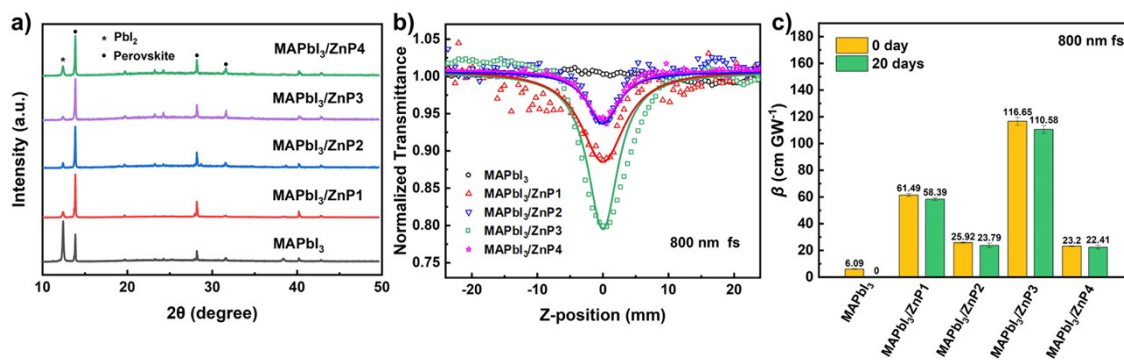 a)
* PbI₂
• Perovskite
MAPbI₃/ZnP4
MAPbI₃/ZnP3
MAPbI₃/ZnP2
MAPbI₃/ZnP1
MAPbI₃
Intensity (a.u.)
10 20 30 40 50
2θ (degree)
b)
1.05
1.00
0.95
0.90
0.85
0.80
0.75
Normalized Transmittance
MAPbI₃
MAPbI₃/ZnP1
MAPbI₃/ZnP2
MAPbI₃/ZnP3
MAPbI₃/ZnP4
800 nm fs
-20 -10 0 10 20
Z-position (mm)
c)
0 day
20 days
800 nm fs
180
160
140
120
100
80
60
40
20
0
β (cm GW⁻¹)
6.09 0
61.49 58.39
25.92 23.79
116.65 110.58
23.2 22.41
MAPbI₃
MAPbI₃/ZnP1
MAPbI₃/ZnP2
MAPbI₃/ZnP3
MAPbI₃/ZnP4